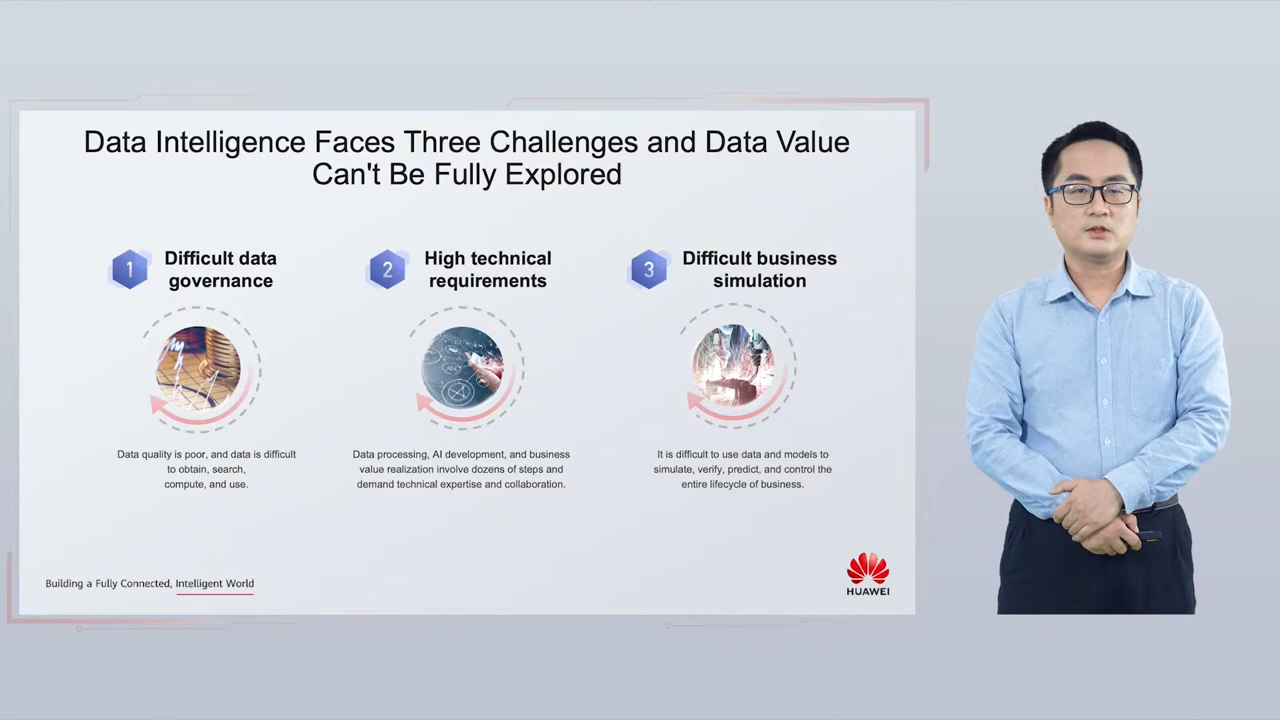 Data Intelligence Faces Three Challenges and Data Value
Can't Be Fully Explored
1
Difficult data
governance
2
High technical
requirements
3
Difficult business
simulation
Data quality is poor, and data is difficult
to obtain, search,
compute, and use.
Data processing, AI development, and business
value realization involve dozens of steps and
demand technical expertise and collaboration.
It is difficult to use data and models to
simulate, verify, predict, and control the
entire lifecycle of business.
Building a Fully Connected, Intelligent World
HUAWEI